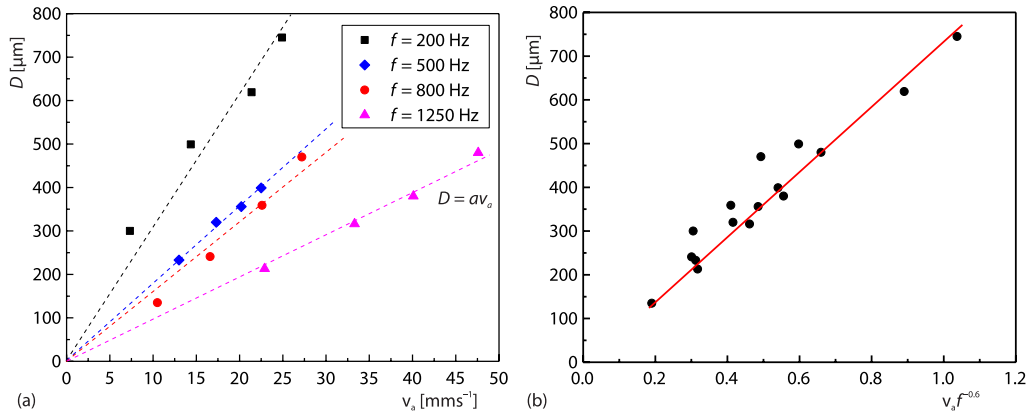 800
700
600
500
400
300
200
100
0
D [μm]
f = 200 Hz
f = 500 Hz
f = 800 Hz
f = 1250 Hz
D = avₐ
0 5 10 15 20 25 30 35 40 45 50
(a) vₐ [mms⁻¹]
800
700
600
500
400
300
200
100
0
D [μm]
0.0 0.2 0.4 0.6 0.8 1.0 1.2
(b) vₐf⁻⁰·⁶